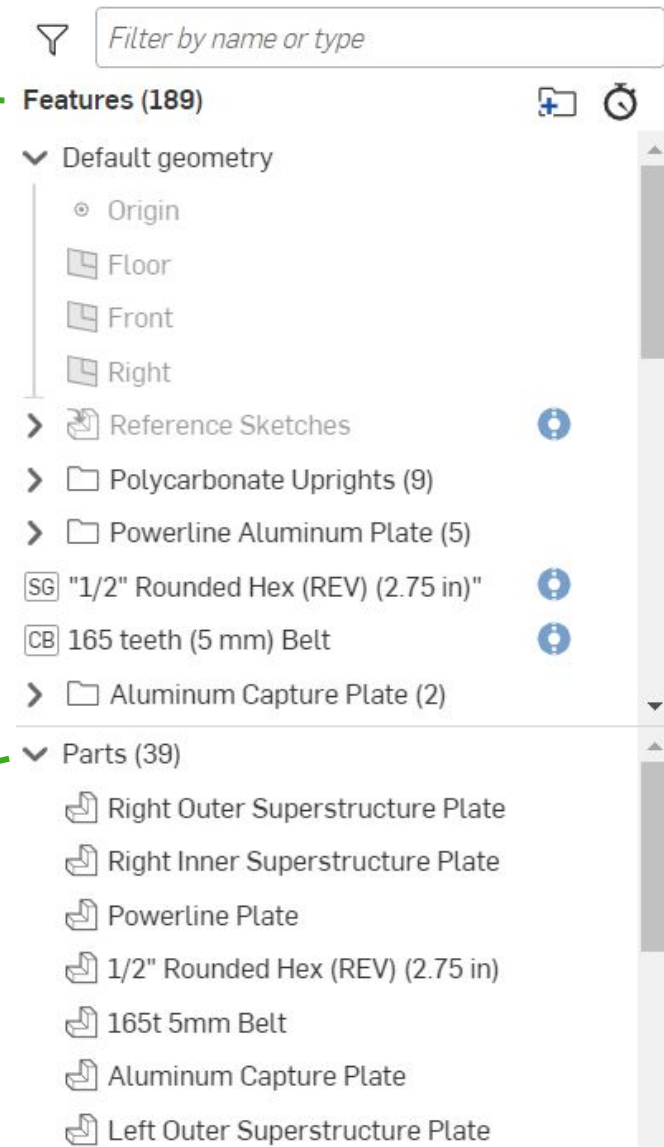 Filter by name or type
Features (189)
Default geometry
Origin
Floor
Front
Right
Reference Sketches
Polycarbonate Uprights (9)
Powerline Aluminum Plate (5)
SG "1/2" Rounded Hex (REV) (2.75 in)"
CB 165 teeth (5 mm) Belt
Aluminum Capture Plate (2)
Parts (39)
Right Outer Superstructure Plate
Right Inner Superstructure Plate
Powerline Plate
1/2" Rounded Hex (REV) (2.75 in)
165t 5mm Belt
Aluminum Capture Plate
Left Outer Superstructure Plate